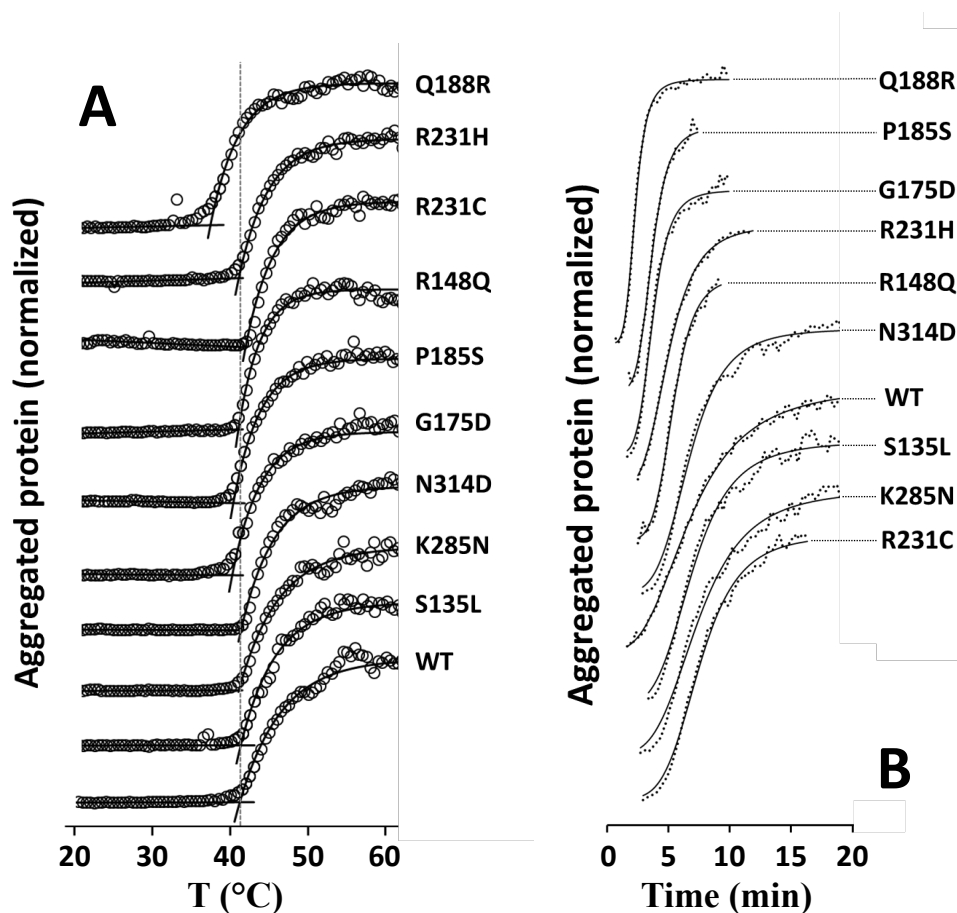 A
Aggregated protein (normalized)
Q188R
R231H
R231C
R148Q
P185S
G175D
N314D
K285N
S135L
WT
20 30 40 50 60
T (°C)
B
Aggregated protein (normalized)
Q188R
P185S
G175D
R231H
R148Q
N314D
WT
S135L
K285N
R231C
0 5 10 15 20
Time (min)